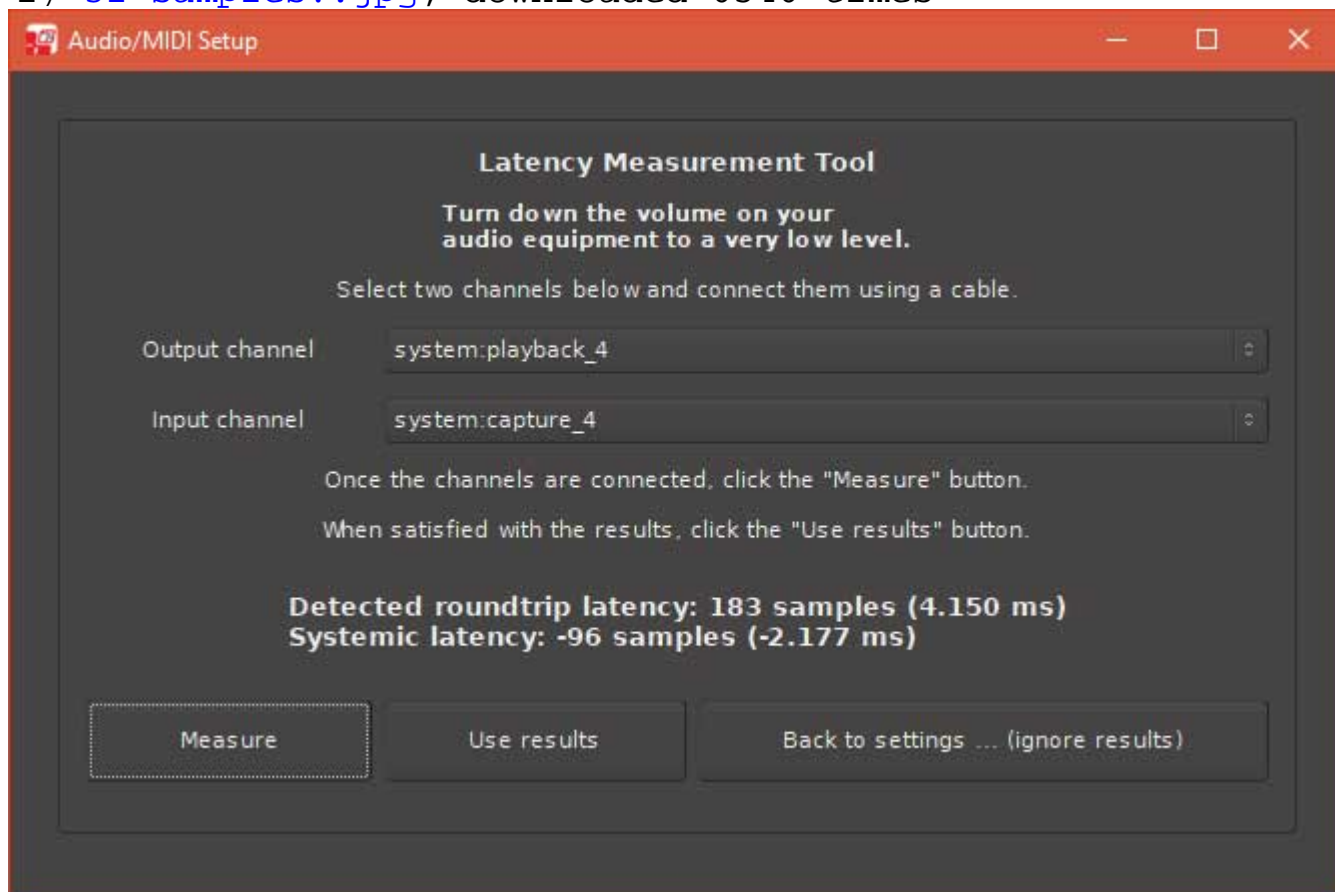 Audio/MIDI Setup
Latency Measurement Tool
Turn down the volume on your
audio equipment to a very low level.
Select two channels below and connect them using a cable.
Output channel system:playback_4
Input channel system:capture_4
Once the channels are connected, click the "Measure" button.
When satisfied with the results, click the "Use results" button.
Detected roundtrip latency: 183 samples (4.150 ms)
Systemic latency: -96 samples (-2.177 ms)
Measure Use results Back to settings ... (ignore results)